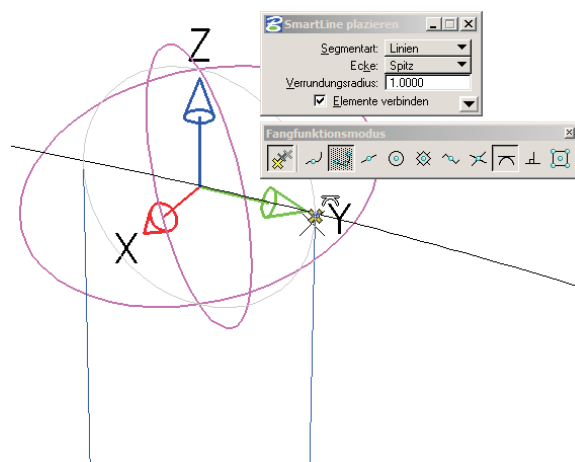 SmartLine plazieren
Segmentart: Linien
Ecke: Spitz
Verrundungsradius: 1.0000
Elemente verbinden
Fangfunktionsmodus
Z
X
Y